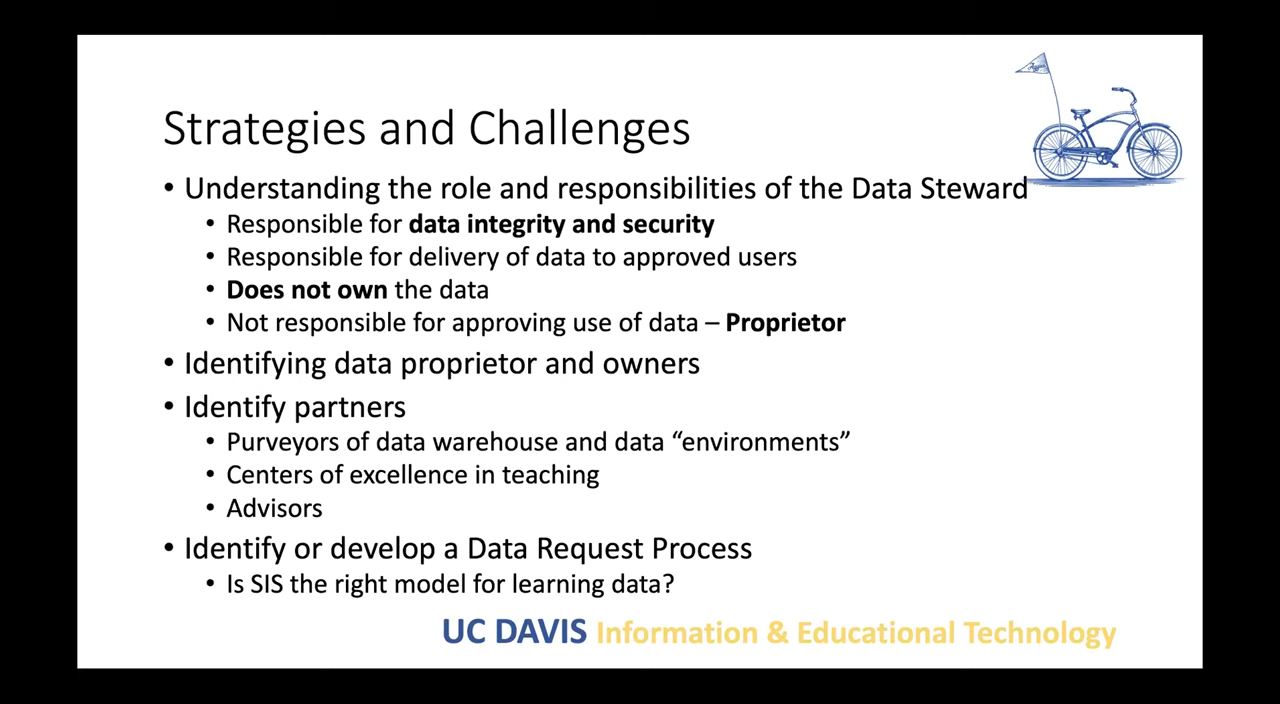 Strategies and Challenges
• Understanding the role and responsibilities of the Data Steward
• Responsible for data integrity and security
• Responsible for delivery of data to approved users
• Does not own the data
• Not responsible for approving use of data – Proprietor
• Identifying data proprietor and owners
• Identify partners
• Purveyors of data warehouse and data “environments”
• Centers of excellence in teaching
• Advisors
• Identify or develop a Data Request Process
• Is SIS the right model for learning data?
UC DAVIS Information & Educational Technology